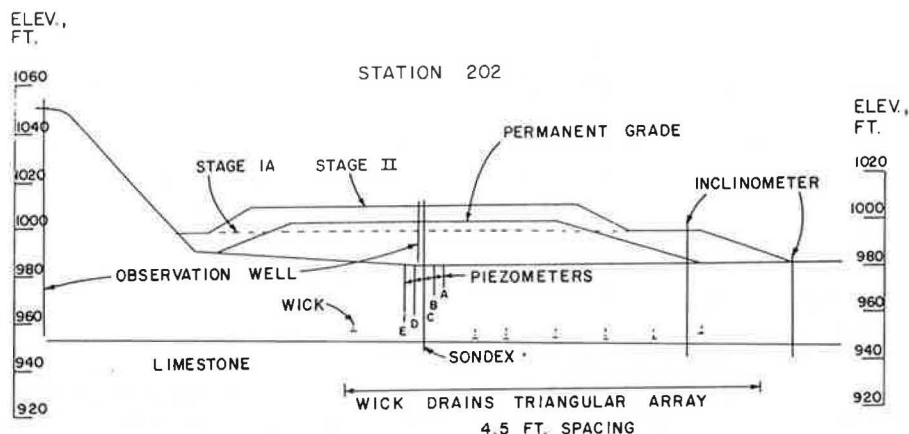 ELEV.,
FT.
STATION 202
1060
1040
1020
1000
980
960
940
920
STAGE IA
STAGE II
PERMANENT GRADE
ELEV.,
FT.
1020
1000
980
960
940
920
INCLINOMETER
OBSERVATION WELL
PIEZOMETERS
A
B
C
D
E
WICK
LIMESTONE
SONDEX
WICK DRAINS TRIANGULAR ARRAY
4.5 FT. SPACING